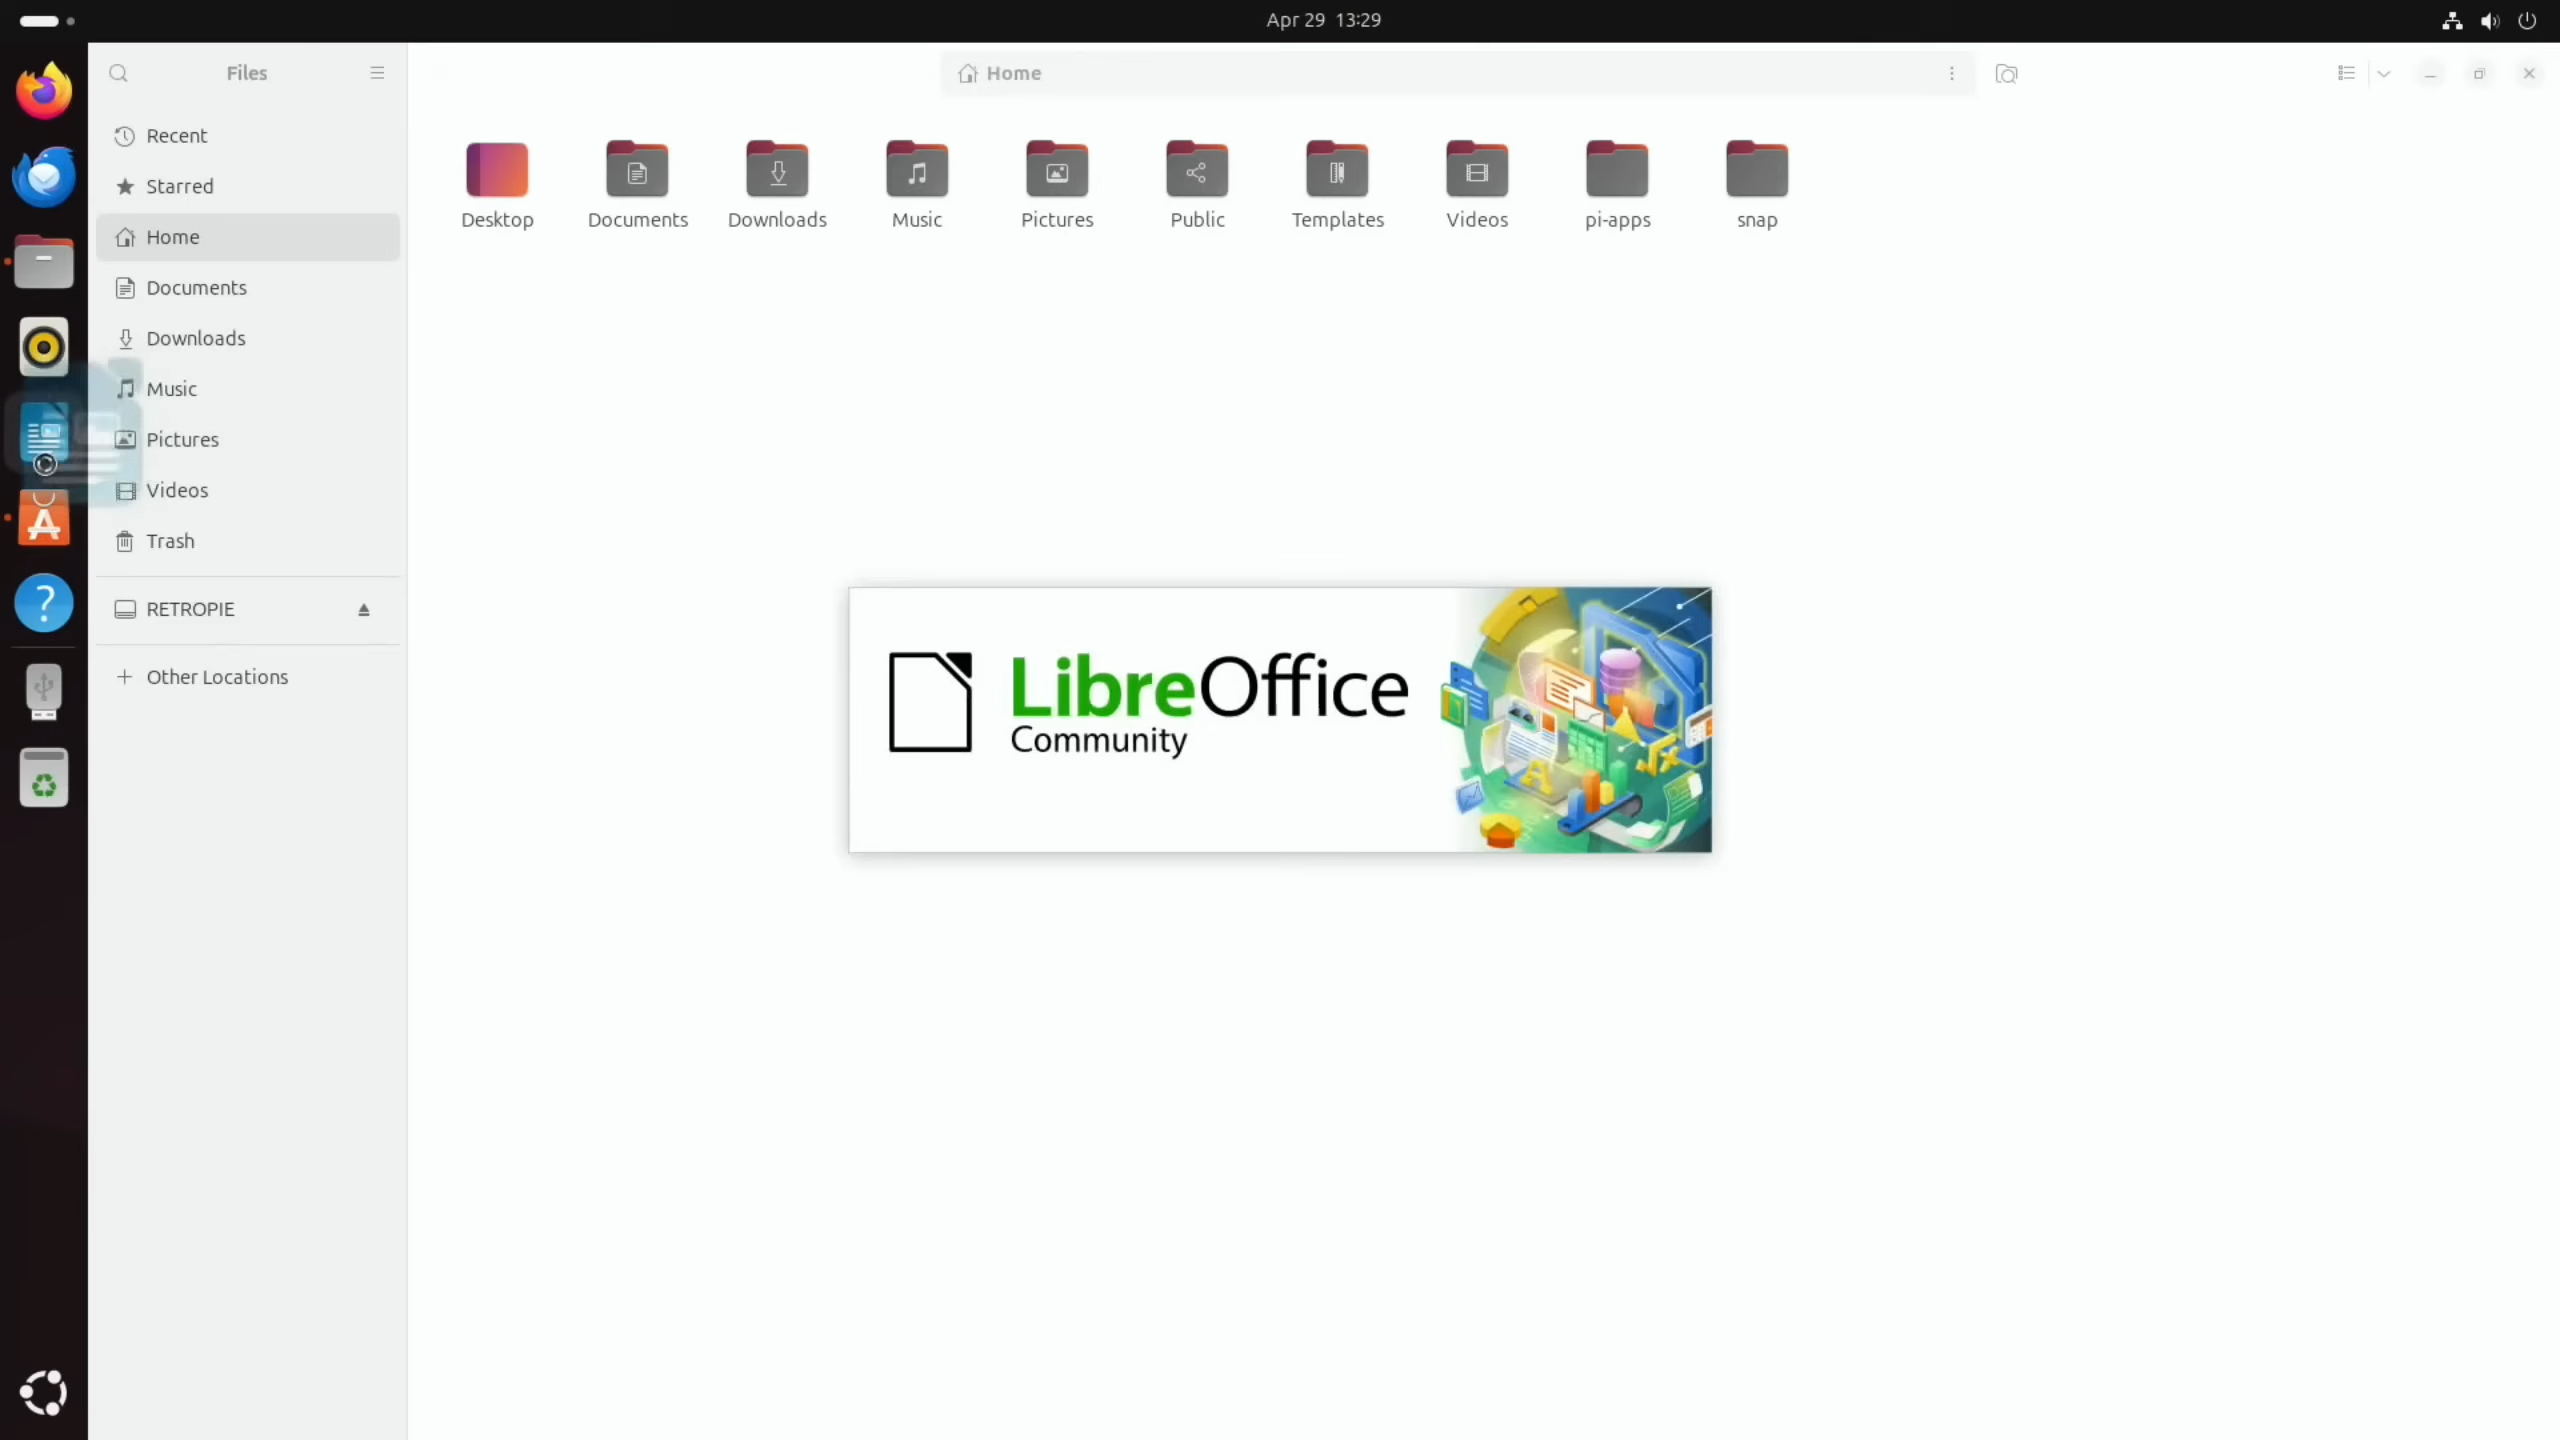 Apr 29 13:29
Files
Home
Recent
Starred
Home
Documents
Downloads
Music
Pictures
Videos
Trash
RETROPIE
Other Locations
Desktop
Documents
Downloads
Music
Pictures
Public
Templates
Videos
pi-apps
snap
LibreOffice
Community